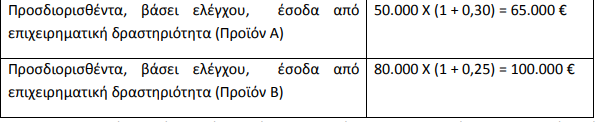 Προσδιορισθέντα, βάσει ελέγχου, έσοδα από
επιχειρηματική δραστηριότητα (Προϊόν Α)
50.000 Χ (1 + 0,30) = 65.000 €
Προσδιορισθέντα, βάσει ελέγχου, έσοδα από
επιχειρηματική δραστηριότητα (Προϊόν Β)
80.000 Χ (1 + 0,25) = 100.000 €